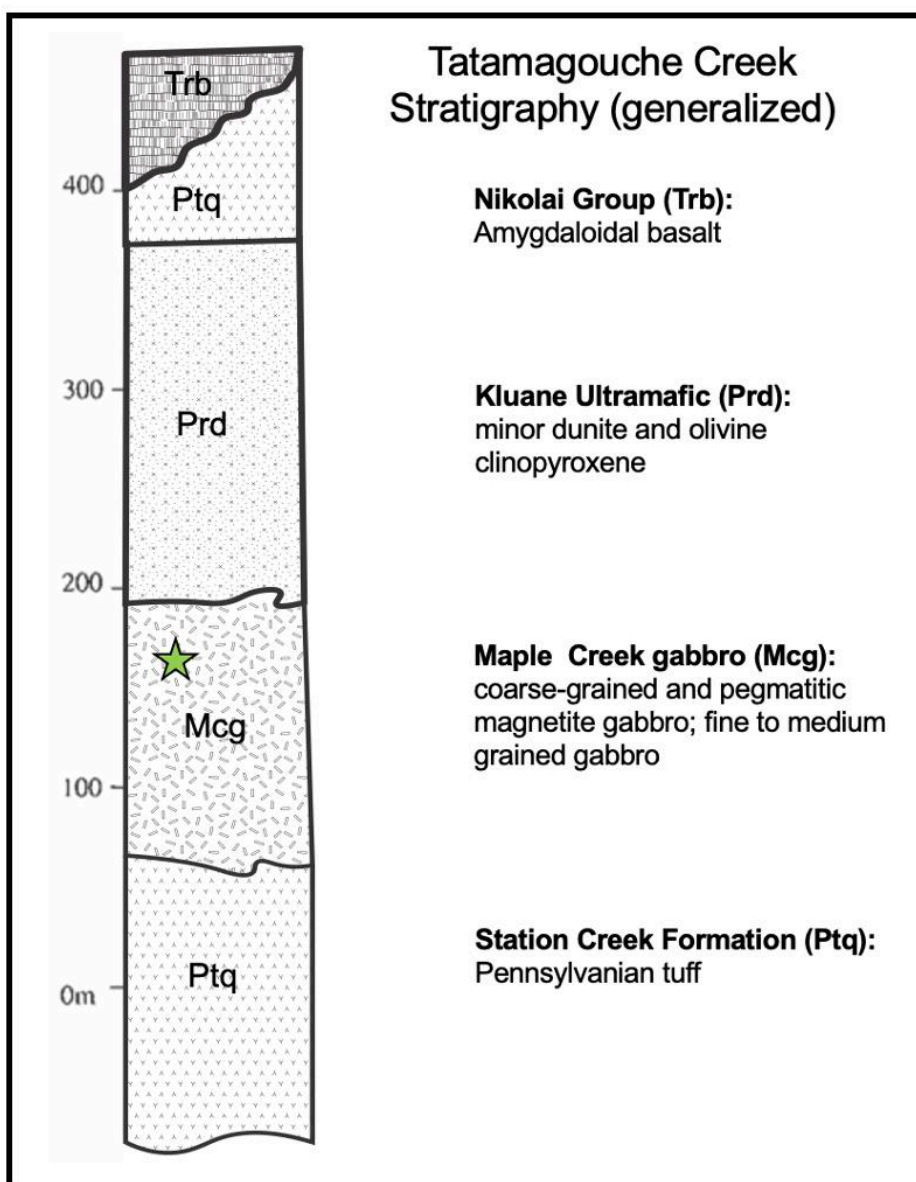 Tatamagouche Creek
Stratigraphy (generalized)
Trb
400
Ptq
Nikolai Group (Trb):
Amygdaloidal basalt
300
Prd
Kluane Ultramafic (Prd):
minor dunite and olivine
clinopyroxene
200
Mcg
Maple Creek gabbro (Mcg):
coarse-grained and pegmatitic
magnetite gabbro; fine to medium
grained gabbro
100
Ptq
0m
Station Creek Formation (Ptq):
Pennsylvanian tuff